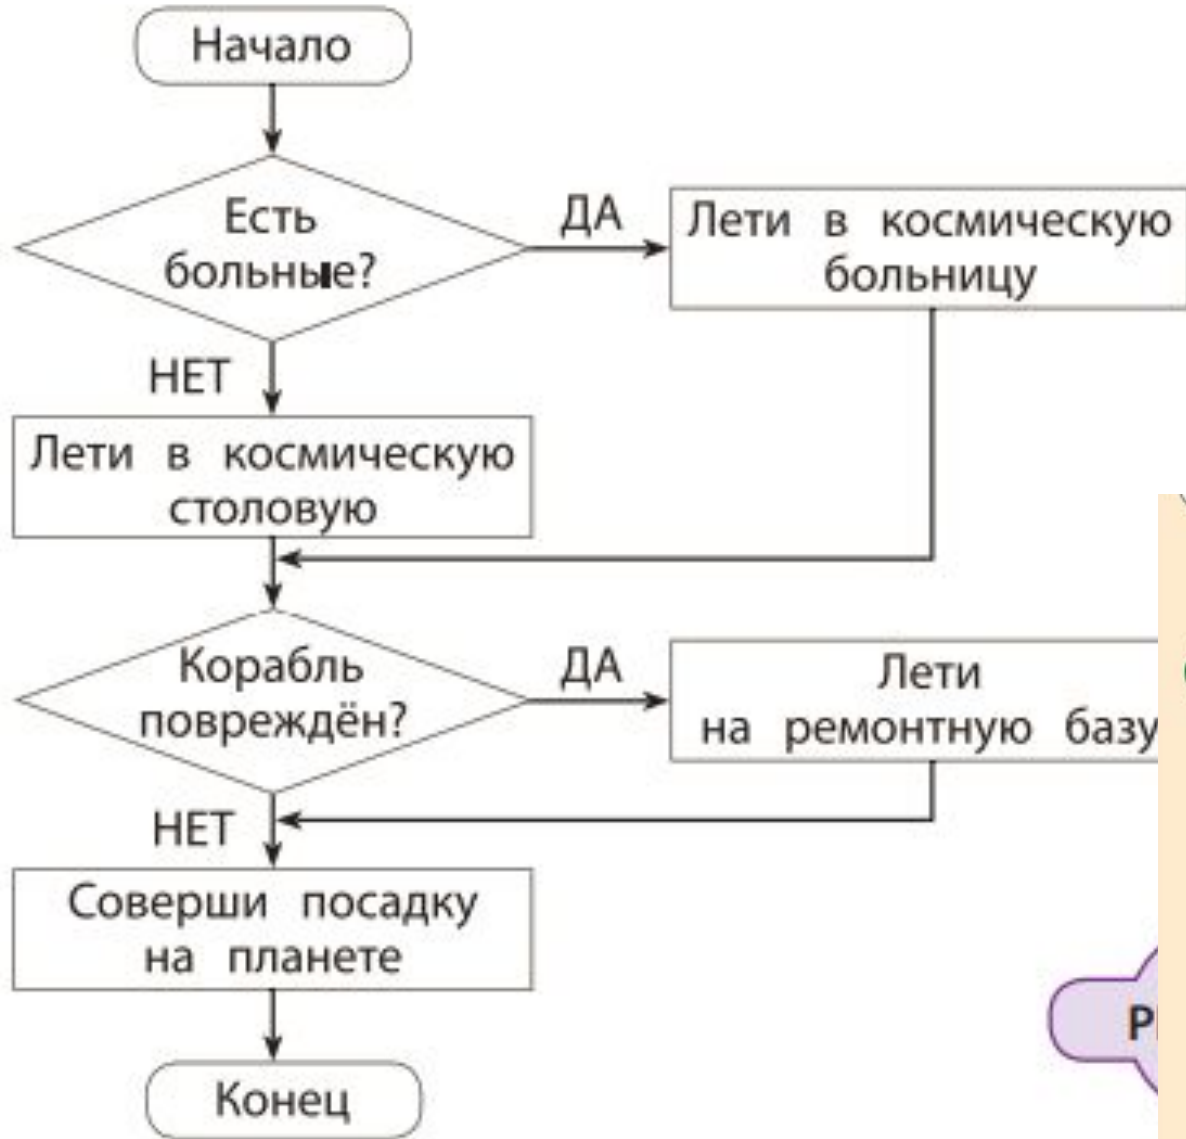 Начало
Есть
больные?
ДА
Лети в космическую
больницу
НЕТ
Лети в космическую
столовую
Корабль
повреждён?
ДА
Лети
на ремонтную базу
НЕТ
Соверши посадку
на планете
Конец